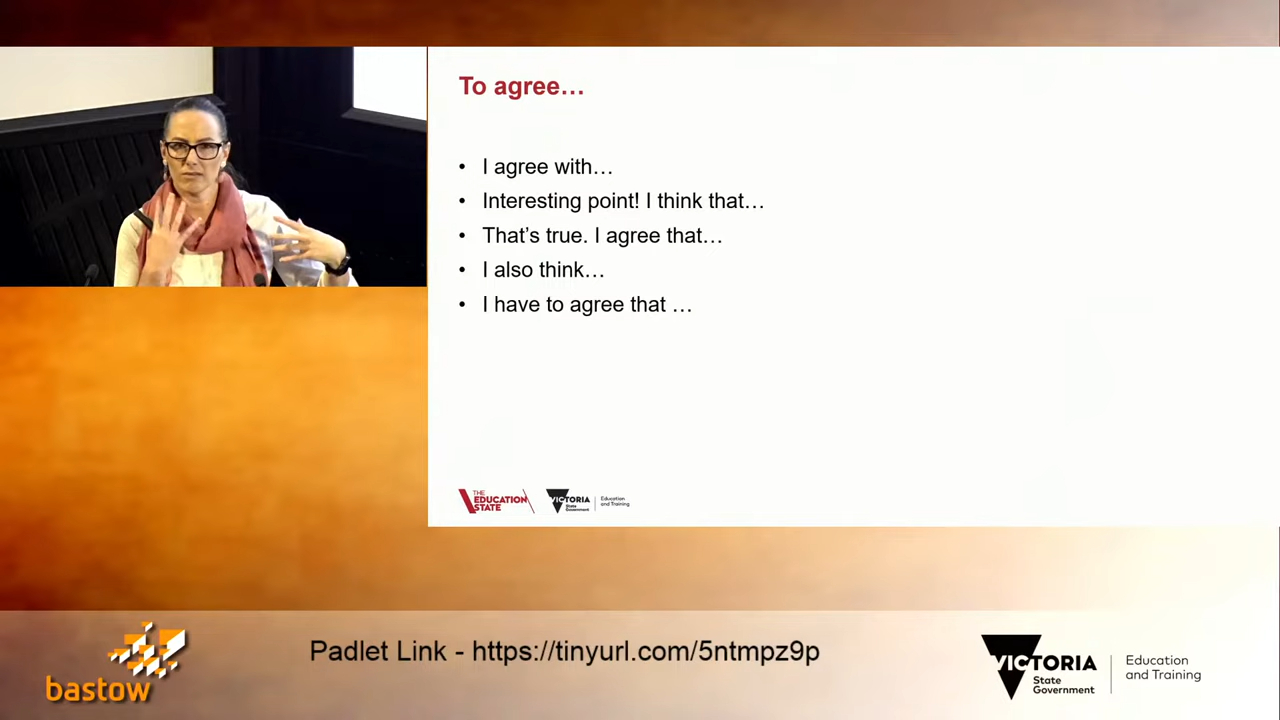 To agree…
• I agree with…
• Interesting point! I think that…
• That’s true. I agree that…
• I also think…
• I have to agree that …
THE
EDUCATION
STATE
VICTORIA
State
Government
Education
and Training
Padlet Link - https://tinyurl.com/5ntmpz9p
bastow
VICTORIA
State
Government
Education
and Training